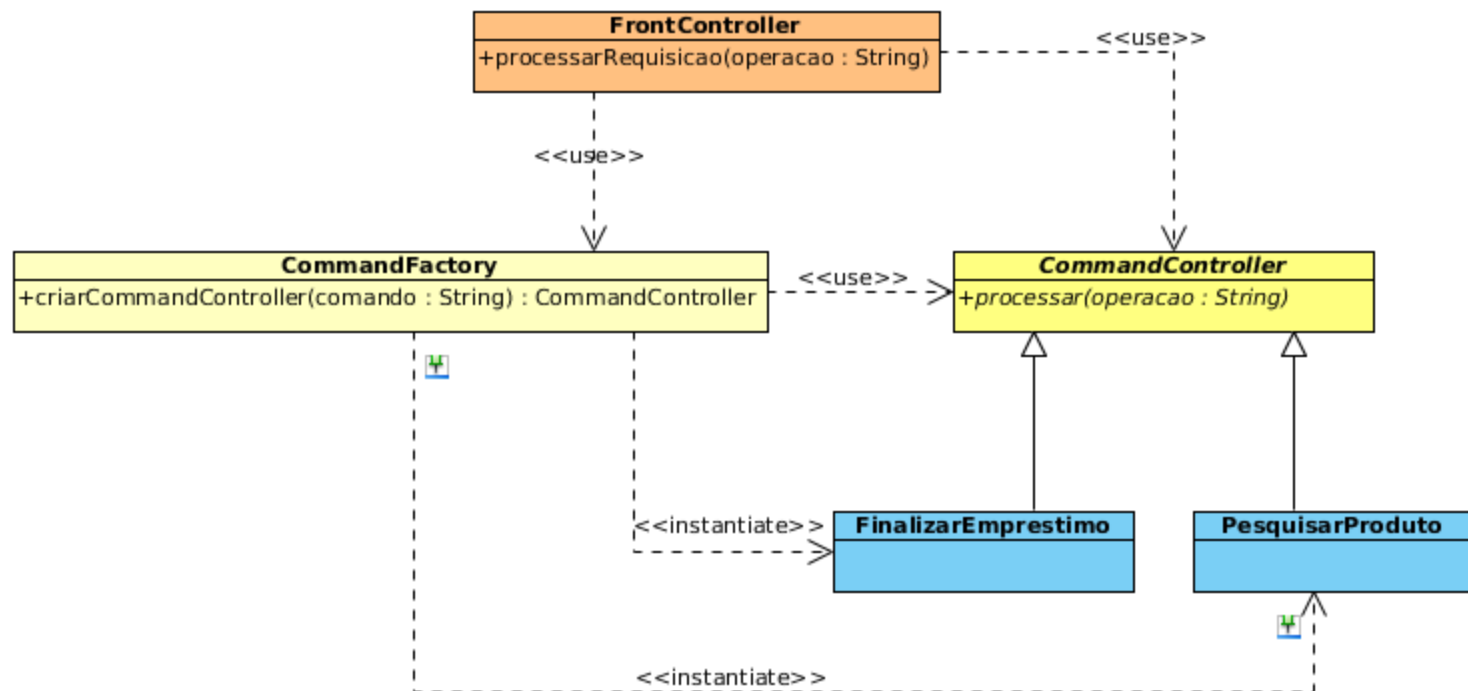 FrontController
+processarRequisicao(operacao : String)
<<use>>
<<use>>
CommandFactory
+criarCommandController(comando : String) : CommandController
<<use>>
CommandController
+processar(operacao : String)
<<instantiate>>
FinalizarEmprestimo
PesquisarProduto
<<instantiate>>